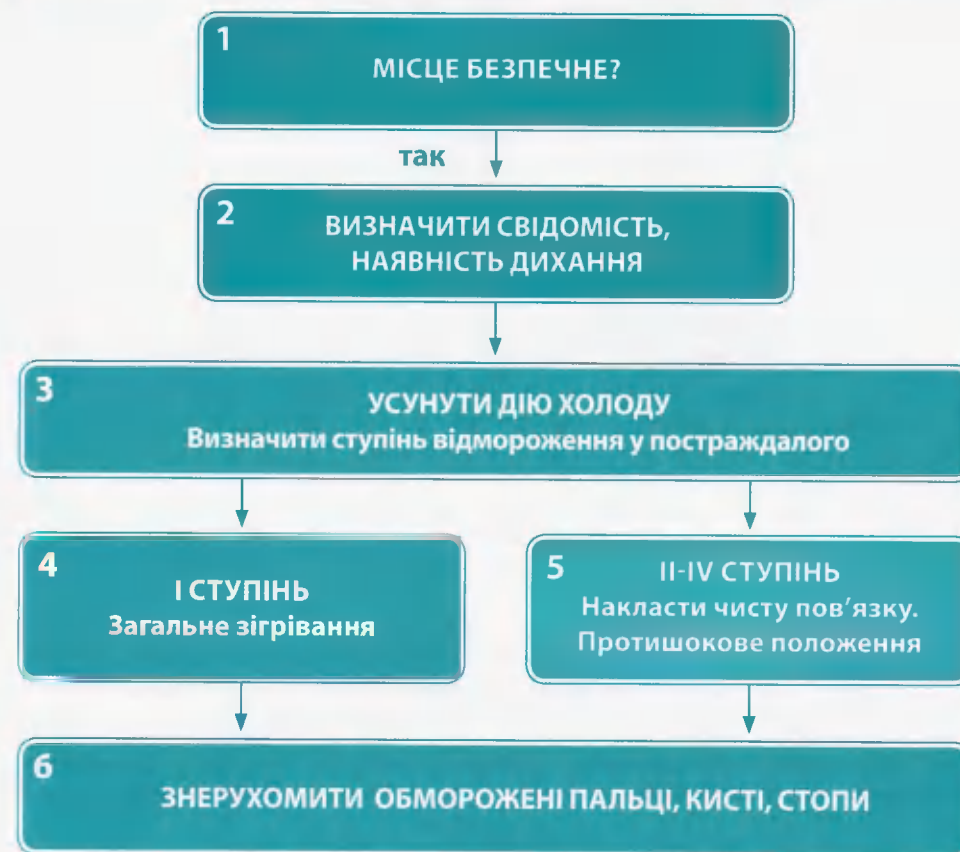 1
МІСЦЕ БЕЗПЕЧНЕ?
так
2
ВИЗНАЧИТИ СВІДОМІСТЬ,
НАЯВНІСТЬ ДИХАННЯ
3
УСУНУТИ ДІЮ ХОЛОДУ
Визначити ступінь відмороження у постраждалого
4
І СТУПІНЬ
Загальне зігрівання
5
ІІ-IV СТУПІНЬ
Накласти чисту пов’язку.
Протишокове положення
6
ЗНЕРУХОМИТИ ОБМОРОЖЕНІ ПАЛЬЦІ, КИСТІ, СТОПИ